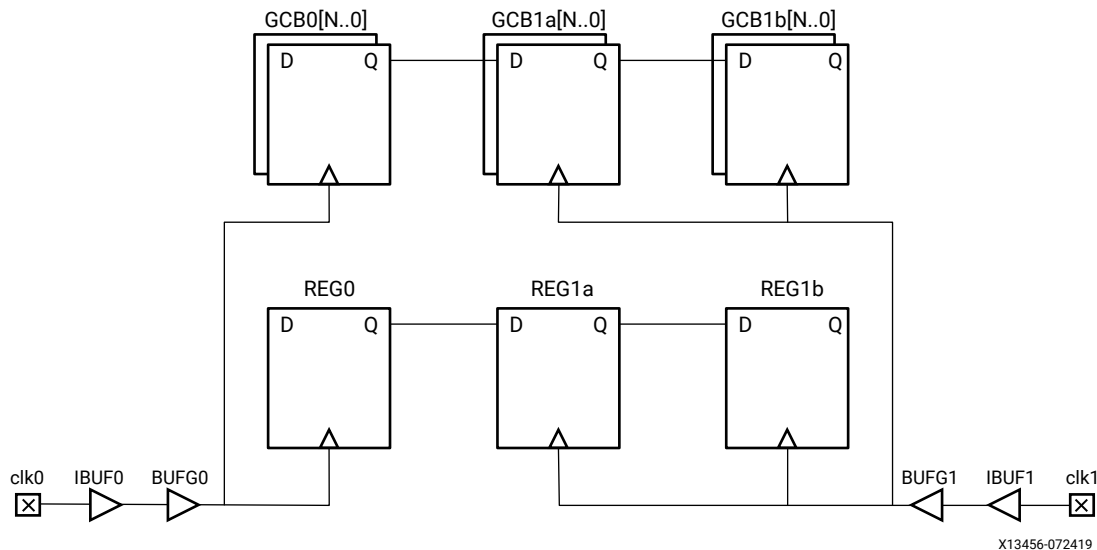 GCB0[N..0] GCB1a[N..0] GCB1b[N..0]
D Q D Q D Q
REG0 REG1a REG1b
D Q D Q D Q
clk0 IBUF0 BUFG0 BUFG1 IBUF1 clk1
X13456-072419